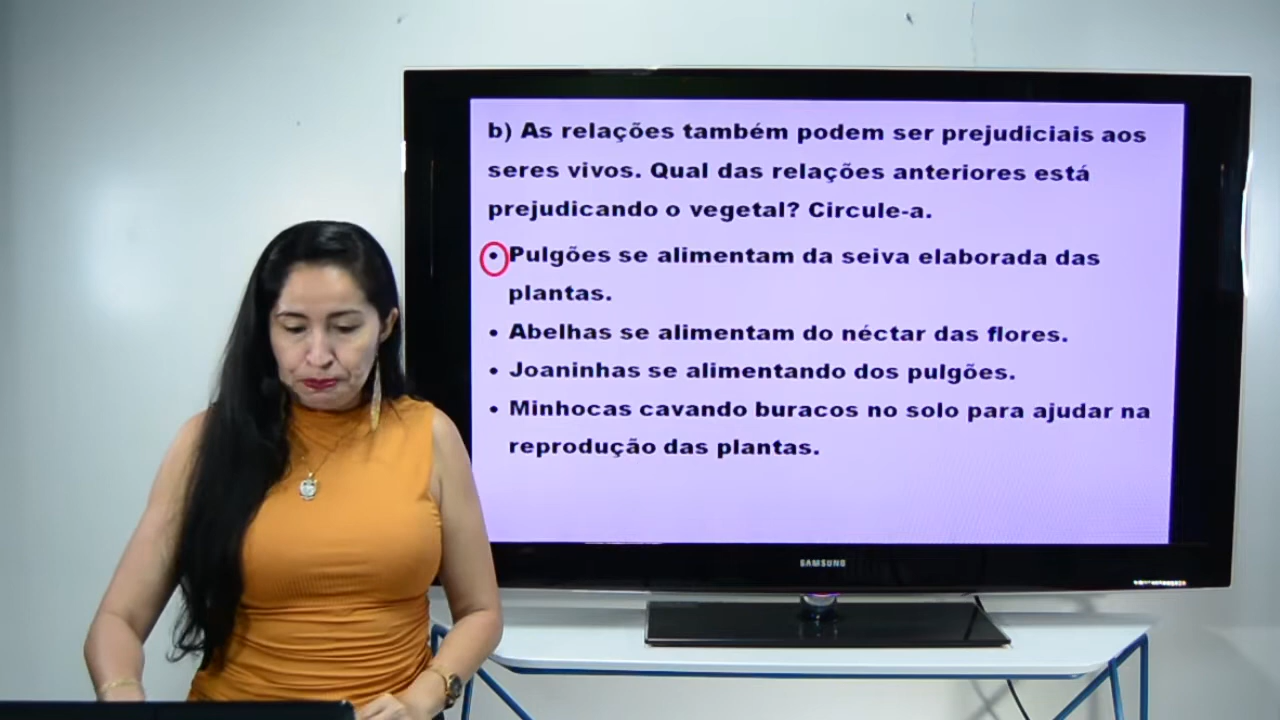 b) As relações também podem ser prejudiciais aos
seres vivos. Qual das relações anteriores está
prejudicando o vegetal? Circule-a.
• Pulgões se alimentam da seiva elaborada das
plantas.
• Abelhas se alimentam do néctar das flores.
• Joaninhas se alimentando dos pulgões.
• Minhocas cavando buracos no solo para ajudar na
reprodução das plantas.
SAMSUNG